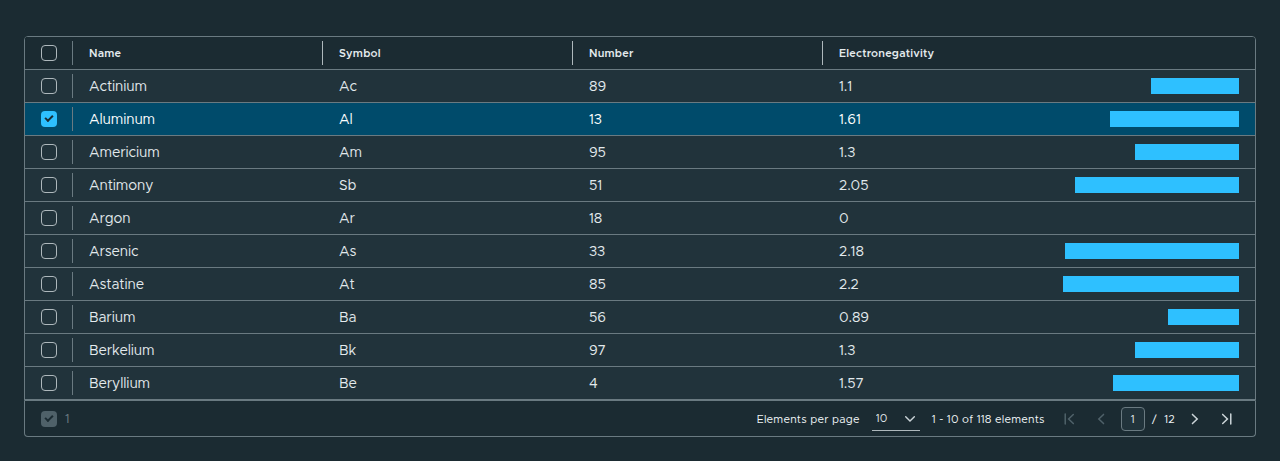 Name Symbol Number Electronegativity
Actinium Ac 89 1.1
Aluminum Al 13 1.61
Americium Am 95 1.3
Antimony Sb 51 2.05
Argon Ar 18 0
Arsenic As 33 2.18
Astatine At 85 2.2
Barium Ba 56 0.89
Berkelium Bk 97 1.3
Beryllium Be 4 1.57
1 Elements per page 10 1 - 10 of 118 elements 1 / 12